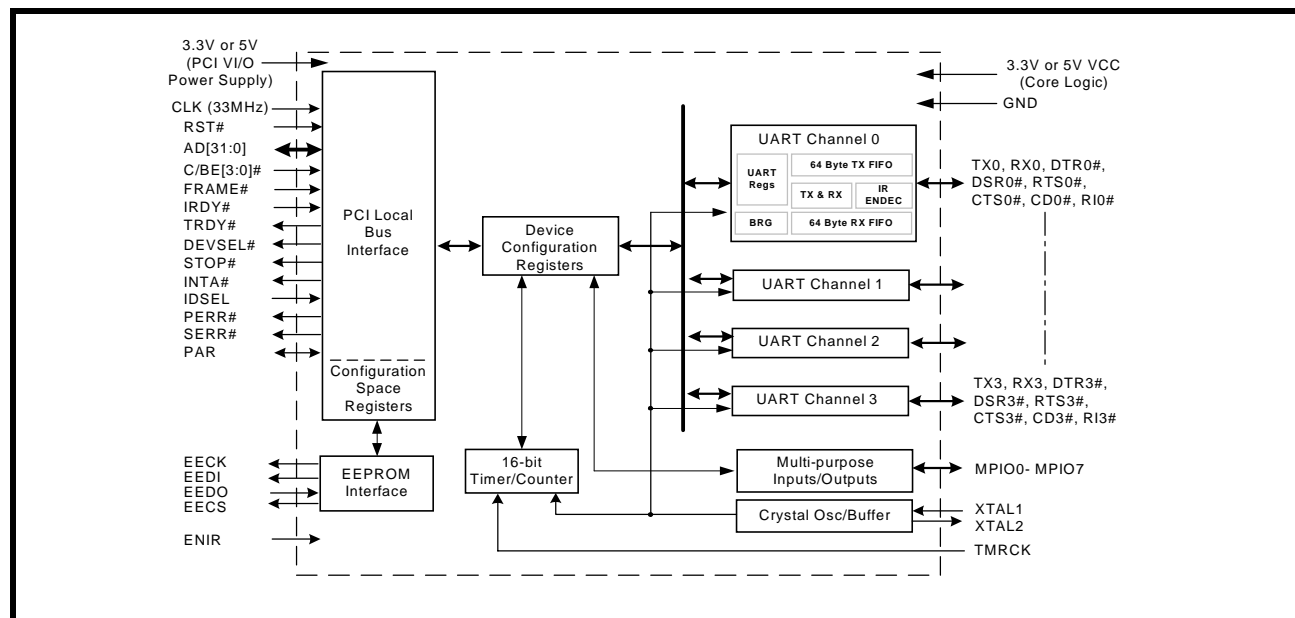 3.3V or 5V
(PCI VI/O
Power Supply)
CLK (33MHz)
RST#
AD[31:0]
C/BE[3:0]#
FRAME#
IRDY#
TRDY#
DEVSEL#
STOP#
INTA#
IDSEL
PERR#
SERR#
PAR
EECK
EEDI
EEDO
EECS
ENIR
PCI Local
Bus
Interface
Configuration
Space
Registers
EEPROM
Interface
Device
Configuration
Registers
16-bit
Timer/Counter
UART Channel 0
UART
Regs
64 Byte TX FIFO
TX & RX
IR
ENDEC
BRG
64 Byte RX FIFO
UART Channel 1
UART Channel 2
UART Channel 3
Multi-purpose
Inputs/Outputs
Crystal Osc/Buffer
3.3V or 5V VCC
(Core Logic)
GND
TX0, RX0, DTR0#,
DSR0#, RTS0#,
CTS0#, CD0#, RI0#
TX3, RX3, DTR3#,
DSR3#, RTS3#,
CTS3#, CD3#, RI3#
MPIO0- MPIO7
XTAL1
XTAL2
TMRCK